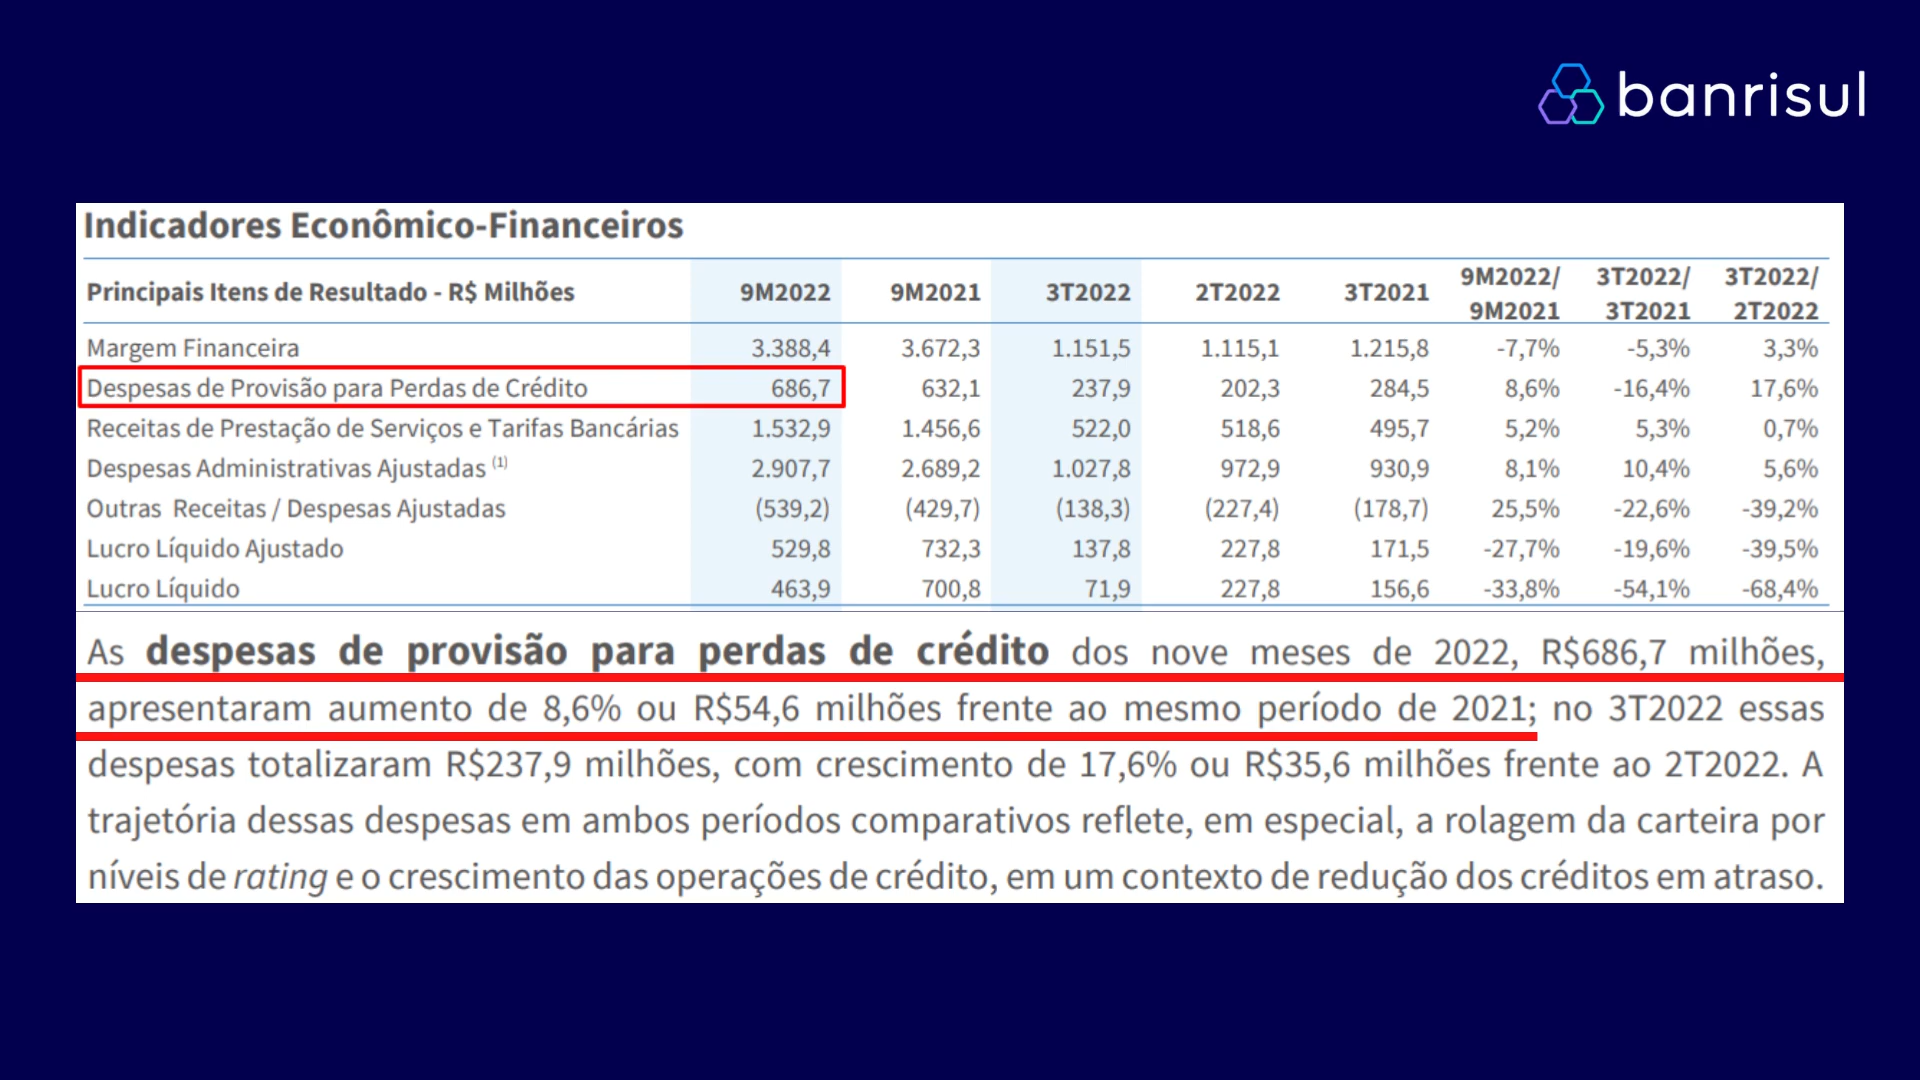 banrisul
Indicadores Econômico-Financeiros
Principais Itens de Resultado - R$ Milhões 9M2022 9M2021 3T2022 2T2022 3T2021 9M2022/ 9M2021 3T2022/ 3T2021 3T2022/ 2T2022
Margem Financeira 3.388,4 3.672,3 1.151,5 1.115,1 1.215,8 -7,7% -5,3% 3,3%
Despesas de Provisão para Perdas de Crédito 686,7 632,1 237,9 202,3 284,5 8,6% -16,4% 17,6%
Receitas de Prestação de Serviços e Tarifas Bancárias 1.532,9 1.456,6 522,0 518,6 495,7 5,2% 5,3% 0,7%
Despesas Administrativas Ajustadas (1) 2.907,7 2.689,2 1.027,8 972,9 930,9 8,1% 10,4% 5,6%
Outras Receitas / Despesas Ajustadas (539,2) (429,7) (138,3) (227,4) (178,7) 25,5% -22,6% -39,2%
Lucro Líquido Ajustado 529,8 732,3 137,8 227,8 171,5 -27,7% -19,6% -39,5%
Lucro Líquido 463,9 700,8 71,9 227,8 156,6 -33,8% -54,1% -68,4%
As despesas de provisão para perdas de crédito dos nove meses de 2022, R$686,7 milhões,
apresentaram aumento de 8,6% ou R$54,6 milhões frente ao mesmo período de 2021; no 3T2022 essas
despesas totalizaram R$237,9 milhões, com crescimento de 17,6% ou R$35,6 milhões frente ao 2T2022. A
trajetória dessas despesas em ambos períodos comparativos reflete, em especial, a rolagem da carteira por
níveis de rating e o crescimento das operações de crédito, em um contexto de redução dos créditos em atraso.